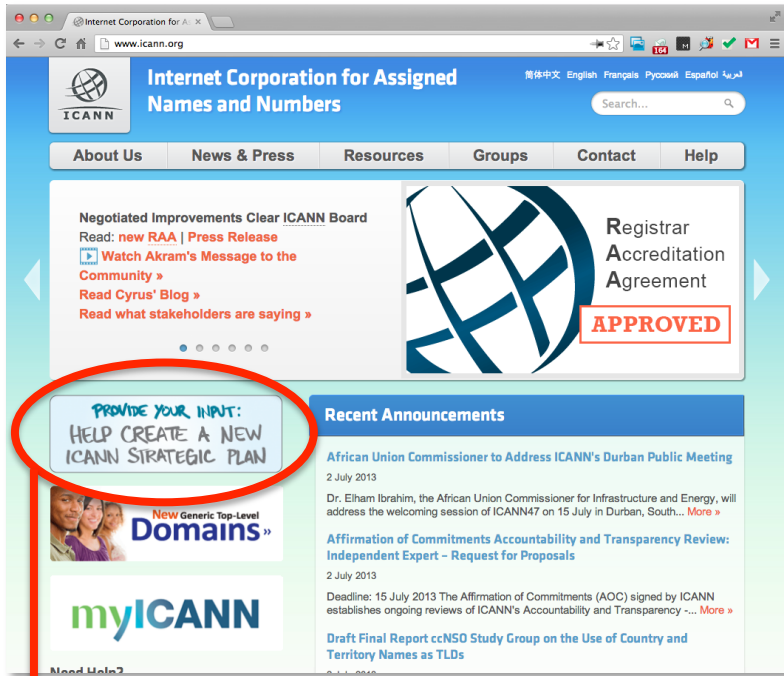 Internet Corporation for As
www.icann.org
164
M
ICANN
Internet Corporation for Assigned
Names and Numbers
简体中文 English Français Русский Español العربية
Search...
About Us News & Press Resources Groups Contact Help
Negotiated Improvements Clear ICANN Board
Read: new RAA | Press Release
Watch Akram's Message to the
Community »
Read Cyrus' Blog »
Read what stakeholders are saying »
Registrar
Accreditation
Agreement
APPROVED
PROVIDE YOUR INPUT:
HELP CREATE A NEW
ICANN STRATEGIC PLAN
New Generic Top-Level
Domains »
myICANN
Need Help?
Recent Announcements
African Union Commissioner to Address ICANN's Durban Public Meeting
2 July 2013
Dr. Elham Ibrahim, the African Union Commissioner for Infrastructure and Energy, will
address the welcoming session of ICANN47 on 15 July in Durban, South... More »
Affirmation of Commitments Accountability and Transparency Review:
Independent Expert – Request for Proposals
2 July 2013
Deadline: 15 July 2013 The Affirmation of Commitments (AOC) signed by ICANN
establishes ongoing reviews of ICANN's Accountability and Transparency -... More »
Draft Final Report ccNSO Study Group on the Use of Country and
Territory Names as TLDs